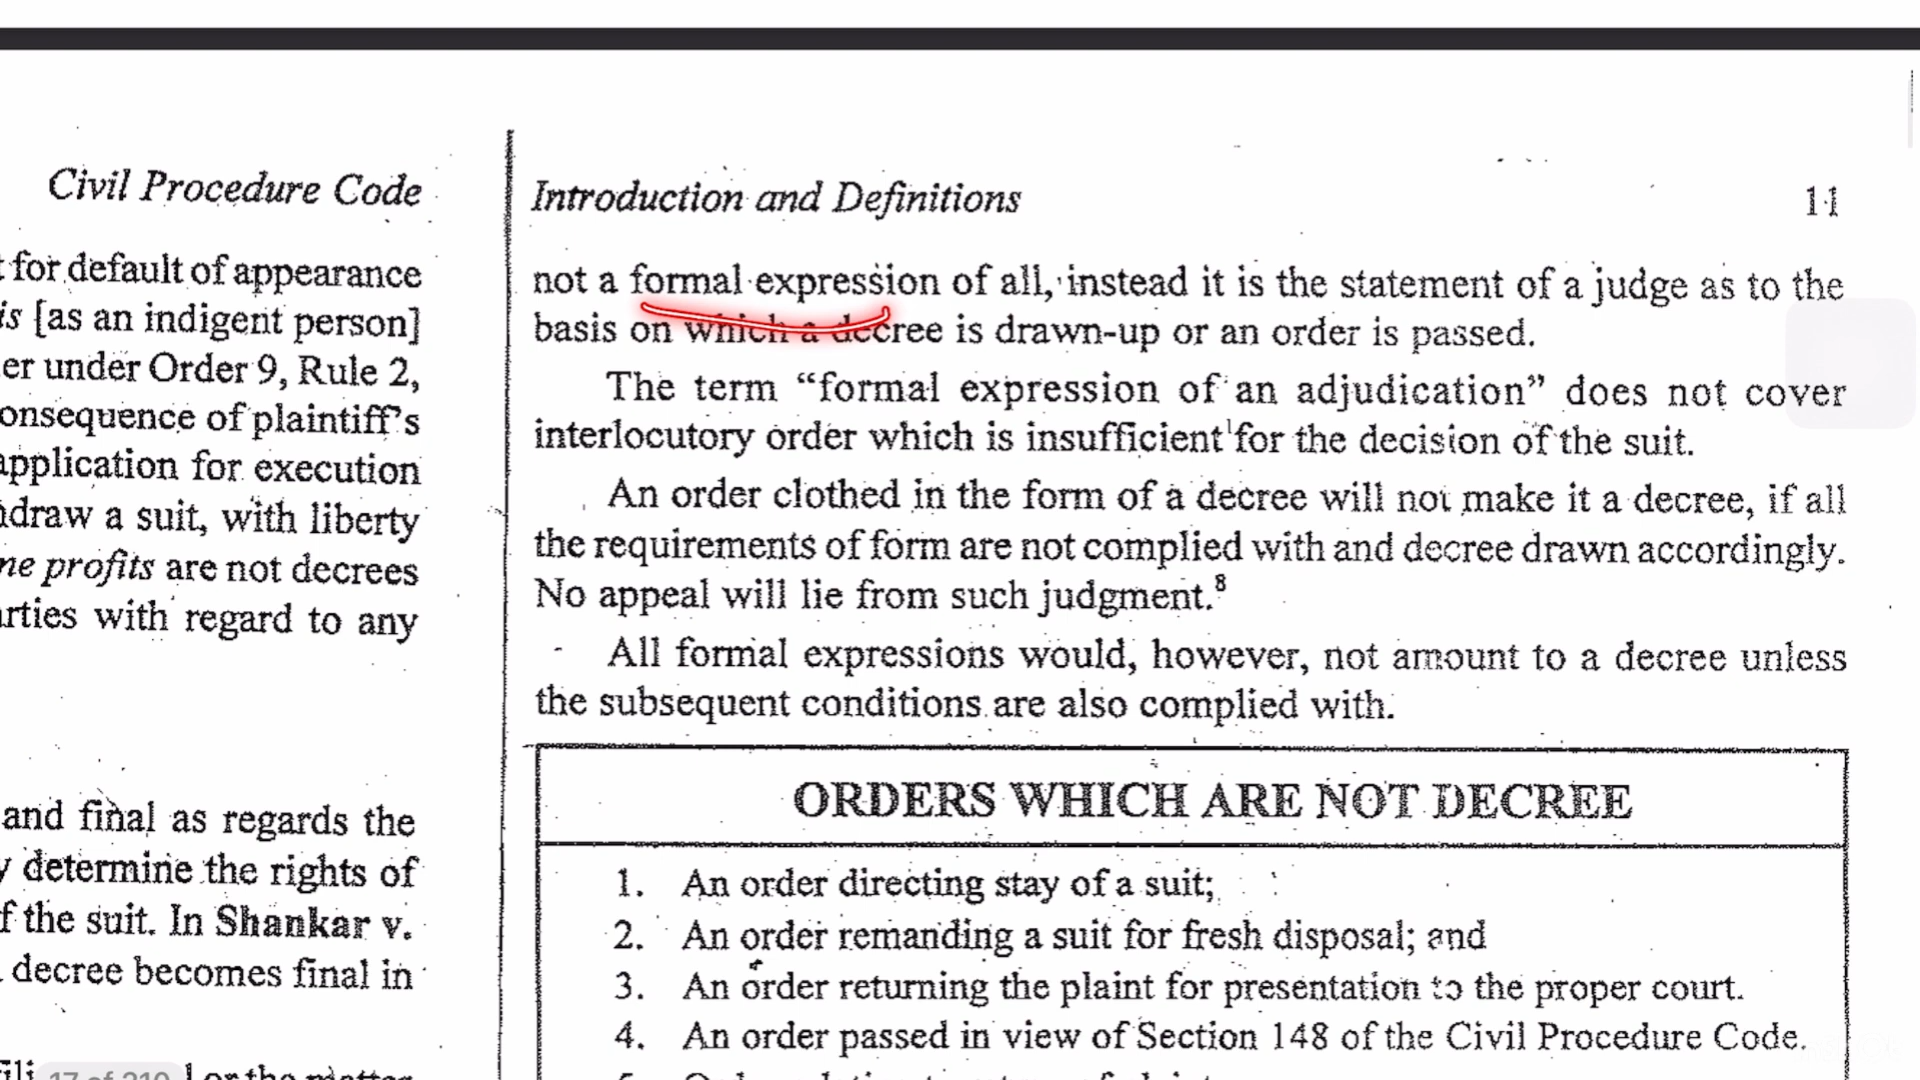 Civil Procedure Code
for default of appearance
is [as an indigent person]
er under Order 9, Rule 2,
onsequence of plaintiff's
application for execution
draw a suit, with liberty
ne profits are not decrees
arties with regard to any
and final as regards the
y determine the rights of
f the suit. In Shankar v.
decree becomes final in
17 of 210
Introduction and Definitions 11
not a formal expression of all, instead it is the statement of a judge as to the
basis on which a decree is drawn-up or an order is passed.
The term “formal expression of an adjudication” does not cover
interlocutory order which is insufficient for the decision of the suit.
An order clothed in the form of a decree will not make it a decree, if all
the requirements of form are not complied with and decree drawn accordingly.
No appeal will lie from such judgment.8
All formal expressions would, however, not amount to a decree unless
the subsequent conditions are also complied with.
ORDERS WHICH ARE NOT DECREE
1. An order directing stay of a suit;
2. An order remanding a suit for fresh disposal; and
3. An order returning the plaint for presentation to the proper court.
4. An order passed in view of Section 148 of the Civil Procedure Code.